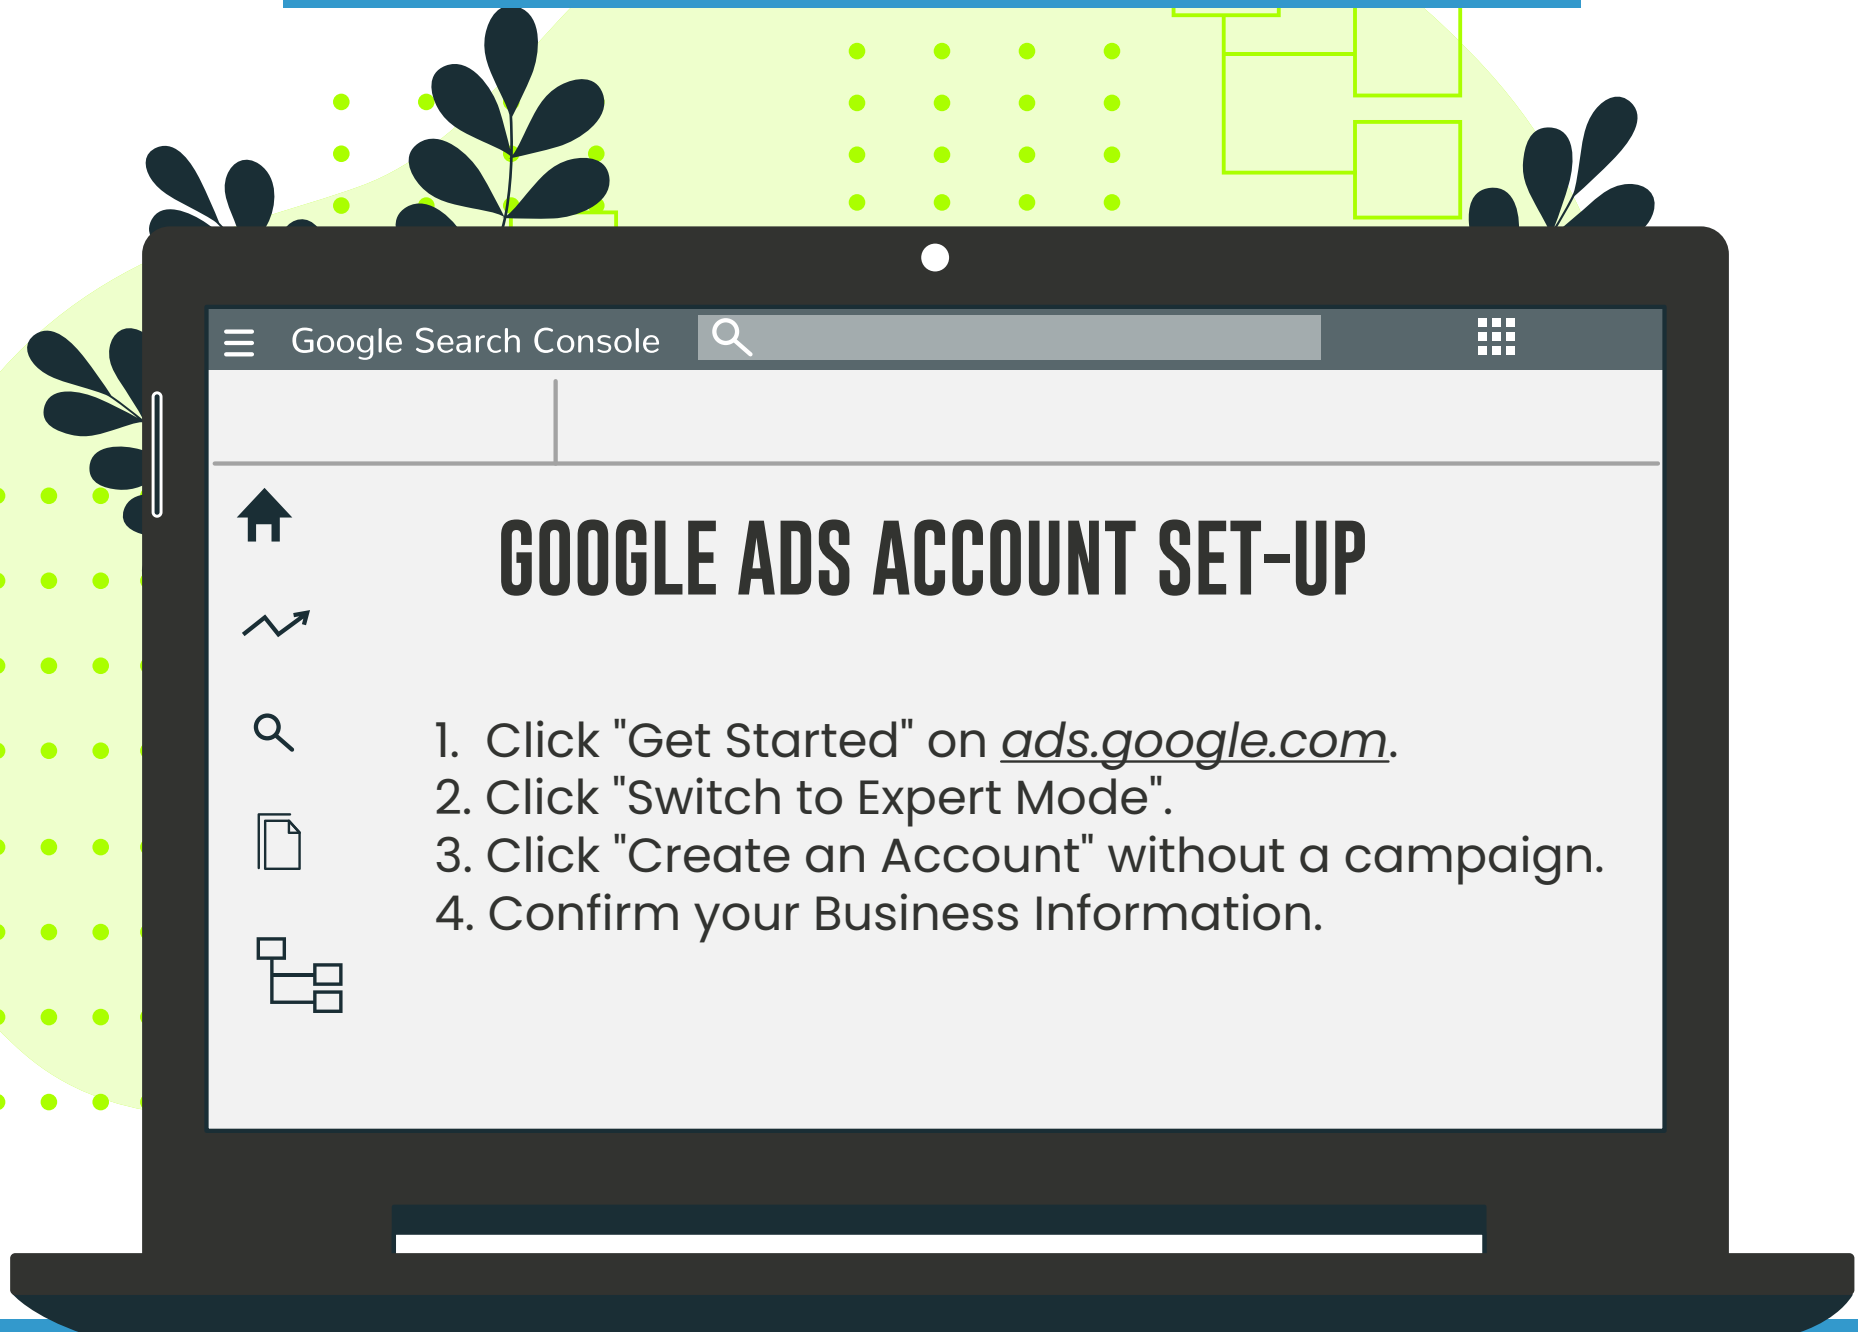 Google Search Console
GOOGLE ADS ACCOUNT SET-UP
1. Click "Get Started" on ads.google.com.
2. Click "Switch to Expert Mode".
3. Click "Create an Account" without a campaign.
4. Confirm your Business Information.